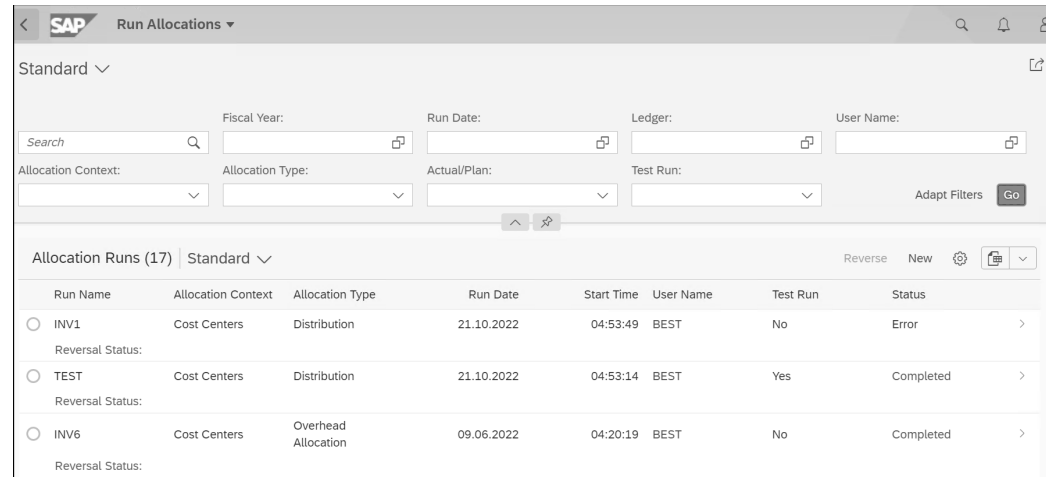 SAP Run Allocations
Standard
Fiscal Year: Run Date: Ledger: User Name:
Search
Allocation Context: Allocation Type: Actual/Plan: Test Run:
Adapt Filters Go
Allocation Runs (17) Standard Reverse New
Run Name Allocation Context Allocation Type Run Date Start Time User Name Test Run Status
INV1 Cost Centers Distribution 21.10.2022 04:53:49 BEST No Error
Reversal Status:
TEST Cost Centers Distribution 21.10.2022 04:53:14 BEST Yes Completed
Reversal Status:
INV6 Cost Centers Overhead Allocation 09.06.2022 04:20:19 BEST No Completed
Reversal Status: